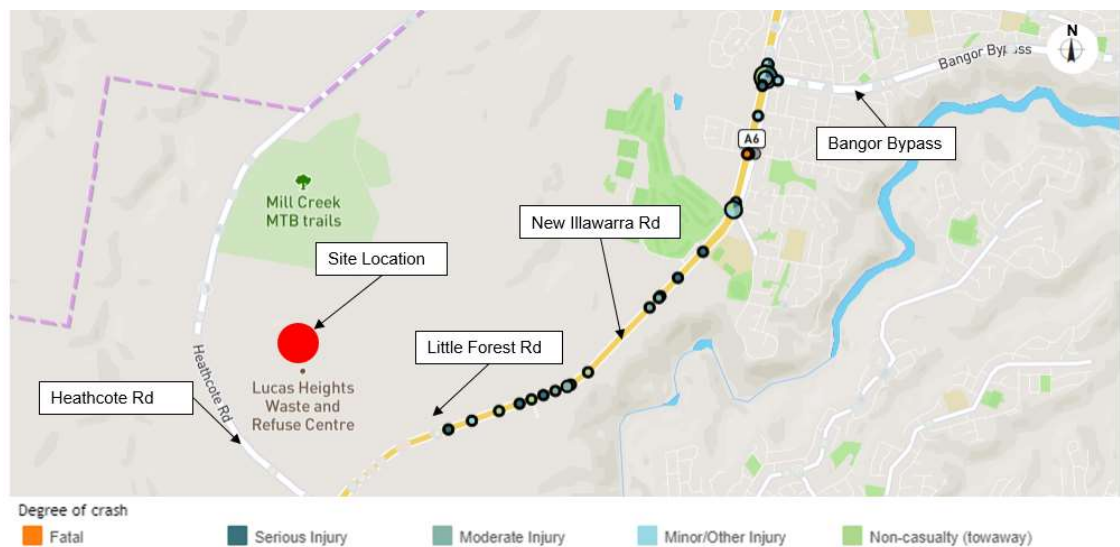 N
Bangor Bypass
Bangor Bypass
A6
Mill Creek
MTB trails
New Illawarra Rd
Site Location
Little Forest Rd
Heathcote Rd
Lucas Heights
Waste and
Refuse Centre
Heathcote Rd
Degree of crash
Fatal
Serious Injury
Moderate Injury
Minor/Other Injury
Non-casualty (towaway)